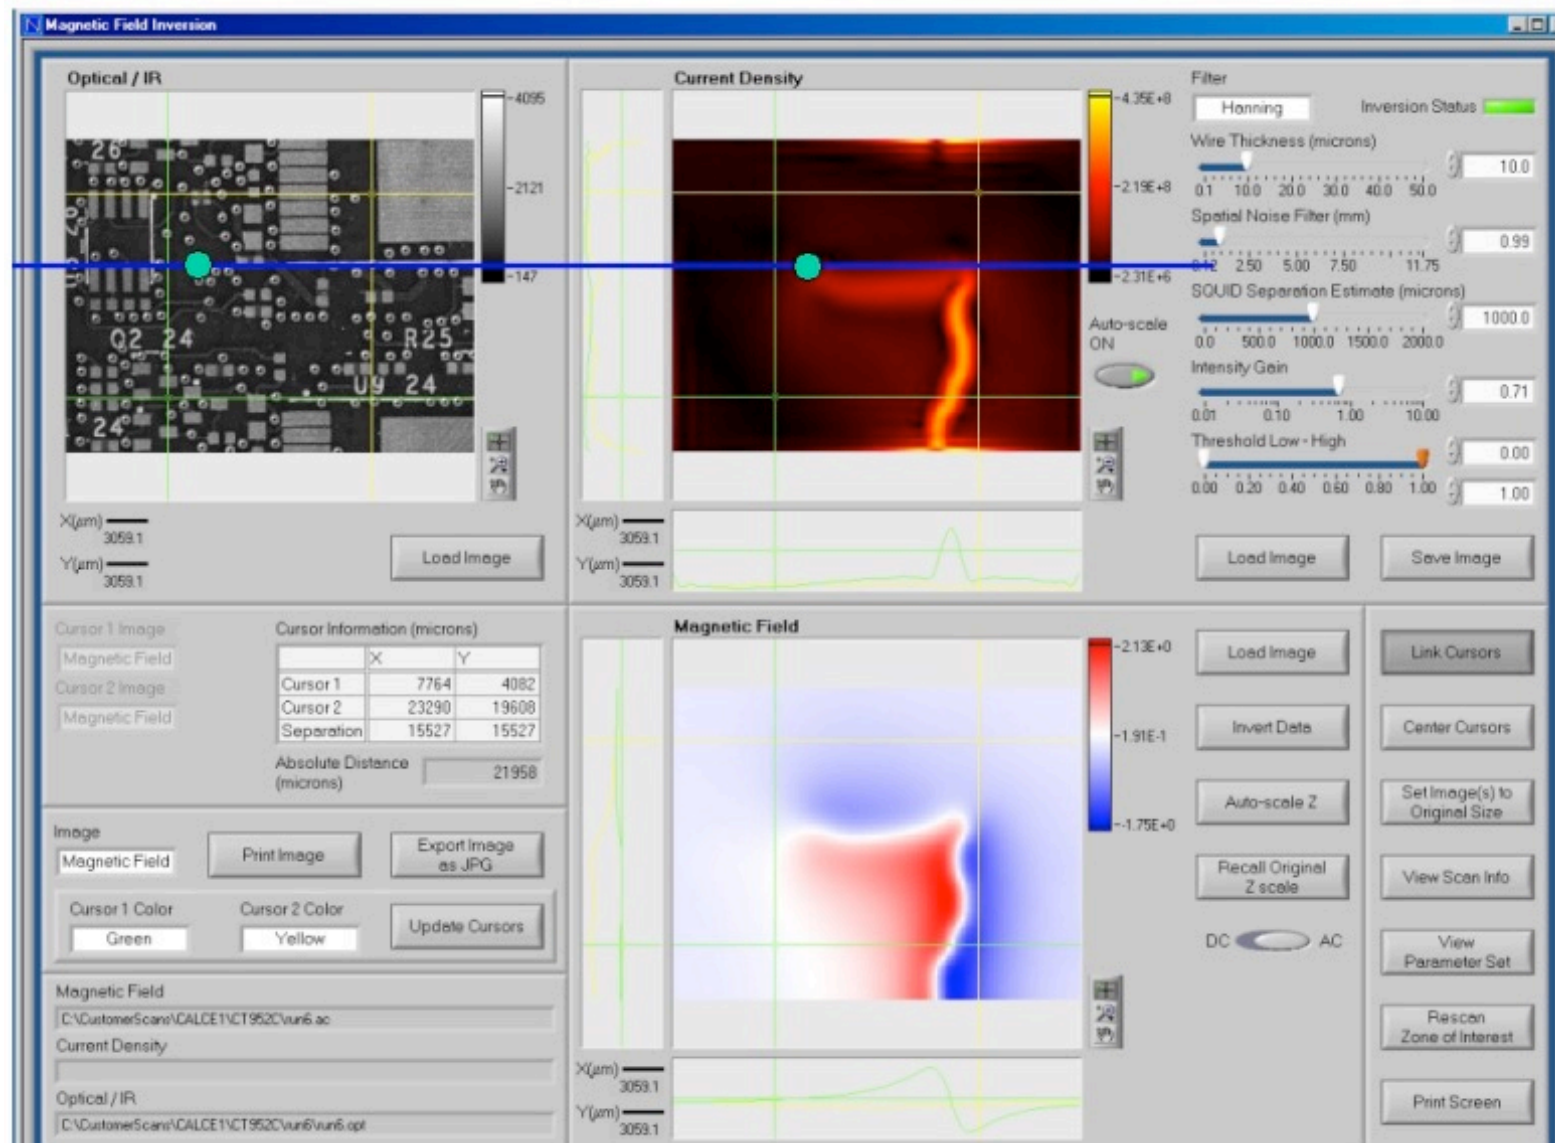 Magnetic Field Inversion
Optical / IR
4095
2121
147
26
Q2 24
R25
U9 24
24
X(µm)
3059.1
Y(µm)
3059.1
Load Image
Current Density
4.35E+8
2.19E+8
2.31E+6
Auto-scale
ON
X(µm)
3059.1
Y(µm)
3059.1
Filter
Hanning
Inversion Status
Wire Thickness (microns)
10.0
0.1 10.0 20.0 30.0 40.0 50.0
Spatial Noise Filter (mm)
0.99
0.12 2.50 5.00 7.50 11.75
SQUID Separation Estimate (microns)
1000.0
0.0 500.0 1000.0 1500.0 2000.0
Intensity Gain
0.71
0.01 0.10 1.00 10.00
Threshold Low - High
0.00
0.00 0.20 0.40 0.60 0.80 1.00
1.00
Load Image
Save Image
Cursor 1 Image
Magnetic Field
Cursor 2 Image
Magnetic Field
Cursor Information (microns)
X Y
Cursor 1 7764 4082
Cursor 2 23290 19608
Separation 15527 15527
Absolute Distance
(microns)
21958
Image
Magnetic Field
Print Image
Export Image
as JPG
Cursor 1 Color
Green
Cursor 2 Color
Yellow
Update Cursors
Magnetic Field
C:\CustomerScans\CALCE1\CT952C\run6.ac
Current Density
Optical / IR
C:\CustomerScans\CALCE1\CT952C\run6\run6.opt
Magnetic Field
2.13E+0
1.91E-1
-1.75E+0
X(µm)
3059.1
Y(µm)
3059.1
Load Image
Invert Data
Auto-scale Z
Recall Original
Z scale
DC AC
Link Cursors
Center Cursors
Set Image(s) to
Original Size
View Scan Info
View
Parameter Set
Rescan
Zone of Interest
Print Screen